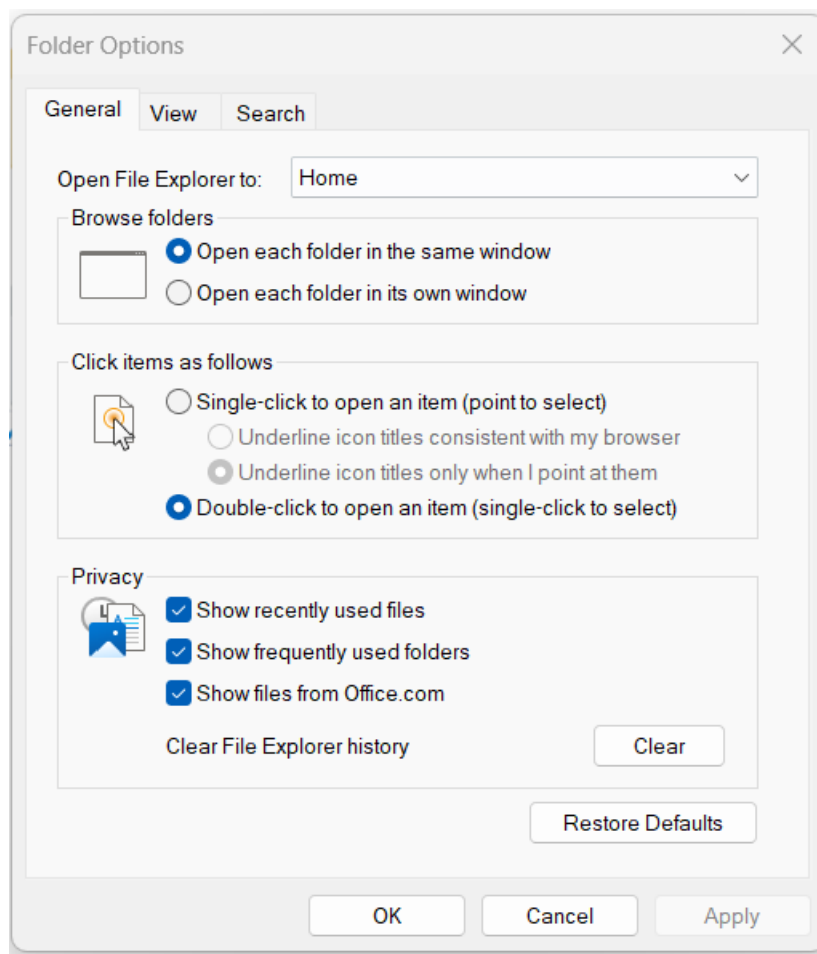 Folder Options
General
View
Search
Open File Explorer to:
Home
Browse folders
Open each folder in the same window
Open each folder in its own window
Click items as follows
Single-click to open an item (point to select)
Underline icon titles consistent with my browser
Underline icon titles only when I point at them
Double-click to open an item (single-click to select)
Privacy
Show recently used files
Show frequently used folders
Show files from Office.com
Clear File Explorer history
Clear
Restore Defaults
OK
Cancel
Apply